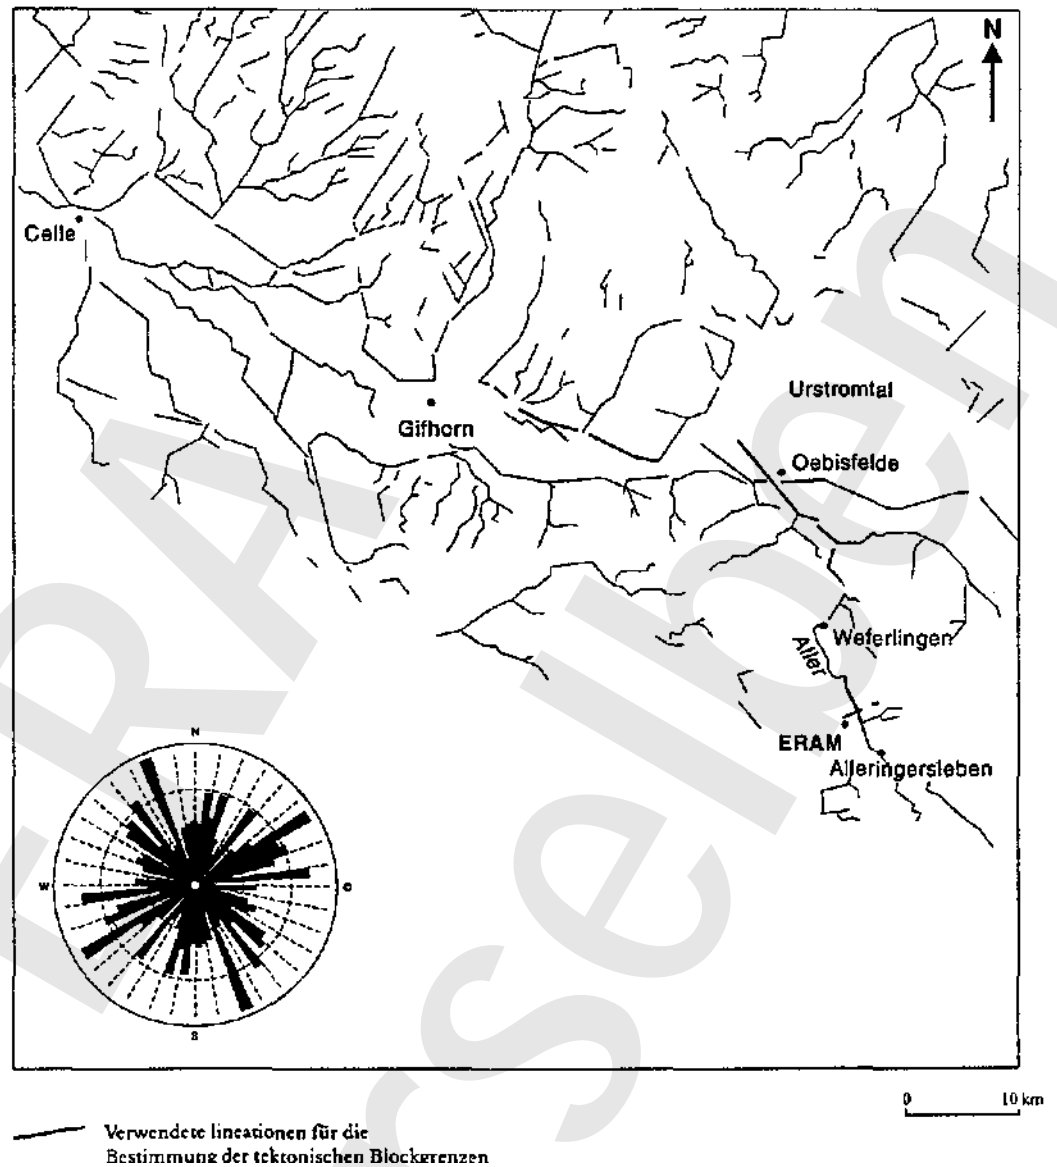 N
Celle
Urstromtal
Gifhorn
Oebisfelde
Weferlingen
Aller
ERAM
Alleringersleben
N
W
O
S
0 10 km
Verwendete lineationen für die
Bestimmung der tektonischen Blockgrenzen